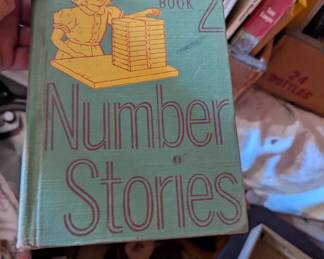 BOOK 2
Number
Stories
24
BOTTLES